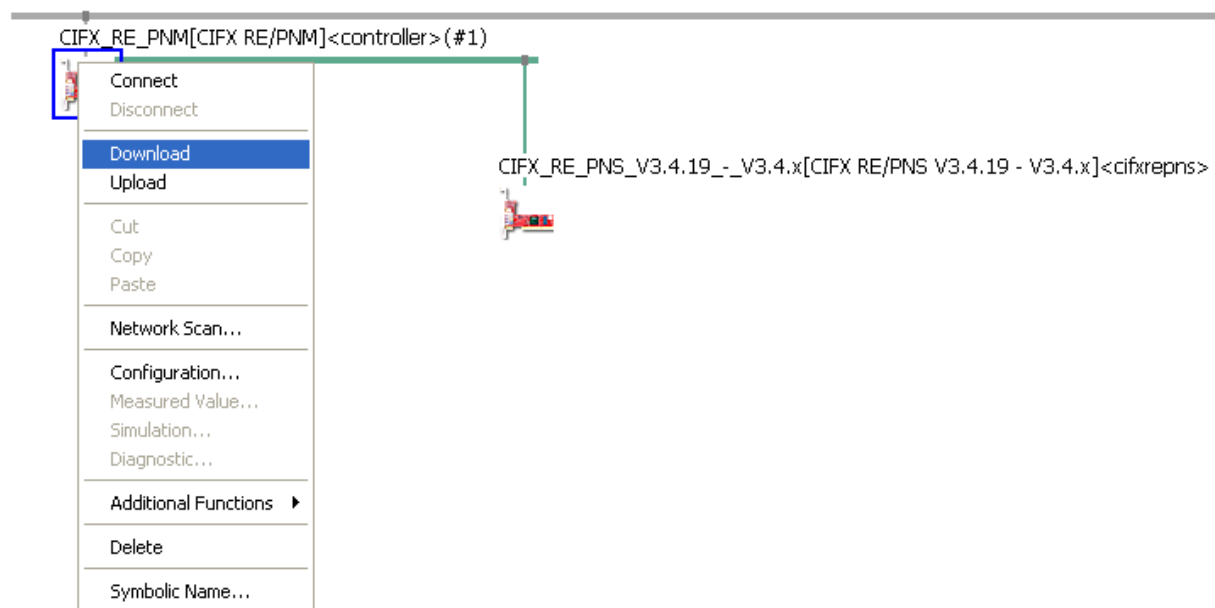 CIFX_RE_PNM[CIFX RE/PNM]<controller>(#1)
Connect
Disconnect
Download
Upload
Cut
Copy
Paste
Network Scan...
Configuration...
Measured Value...
Simulation...
Diagnostic...
Additional Functions
Delete
Symbolic Name...
CIFX_RE_PNS_V3.4.19_-_V3.4.x[CIFX RE/PNS V3.4.19 - V3.4.x]<cifxrepns>